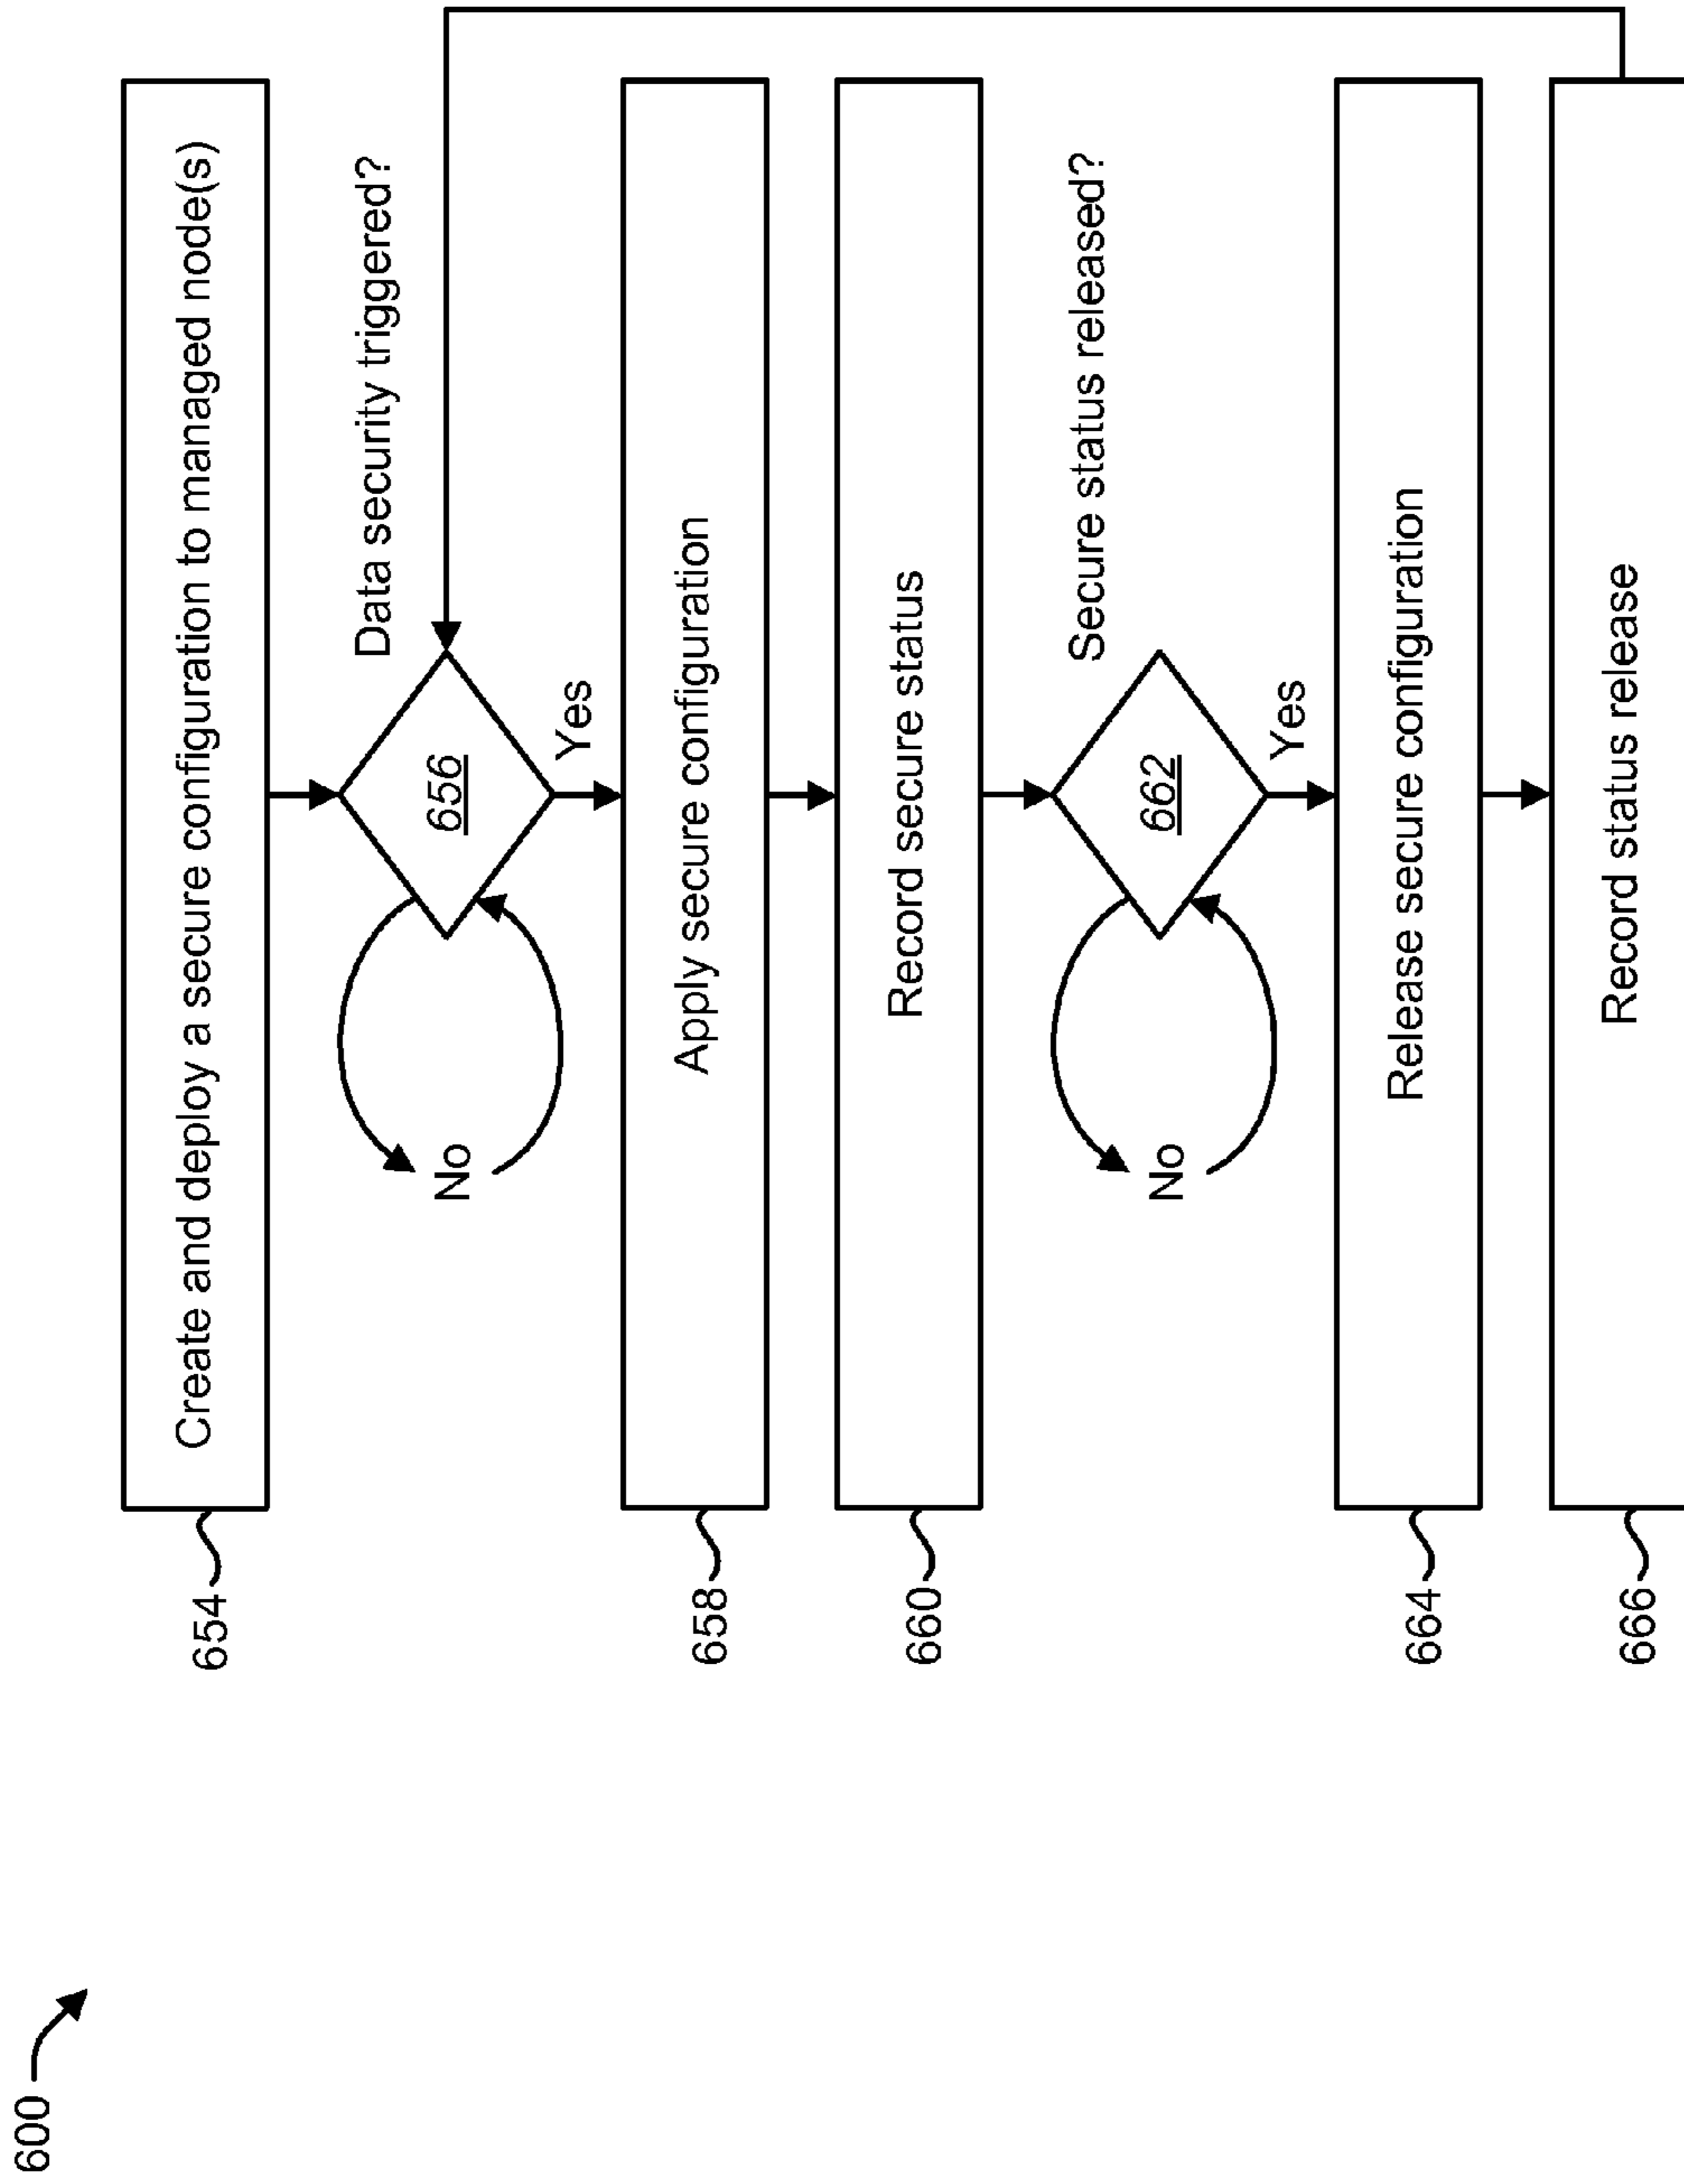 600
654
Create and deploy a secure configuration to managed node(s)
Data security triggered?
656
No
Yes
658
Apply secure configuration
660
Record secure status
Secure status released?
662
No
Yes
664
Release secure configuration
666
Record status release